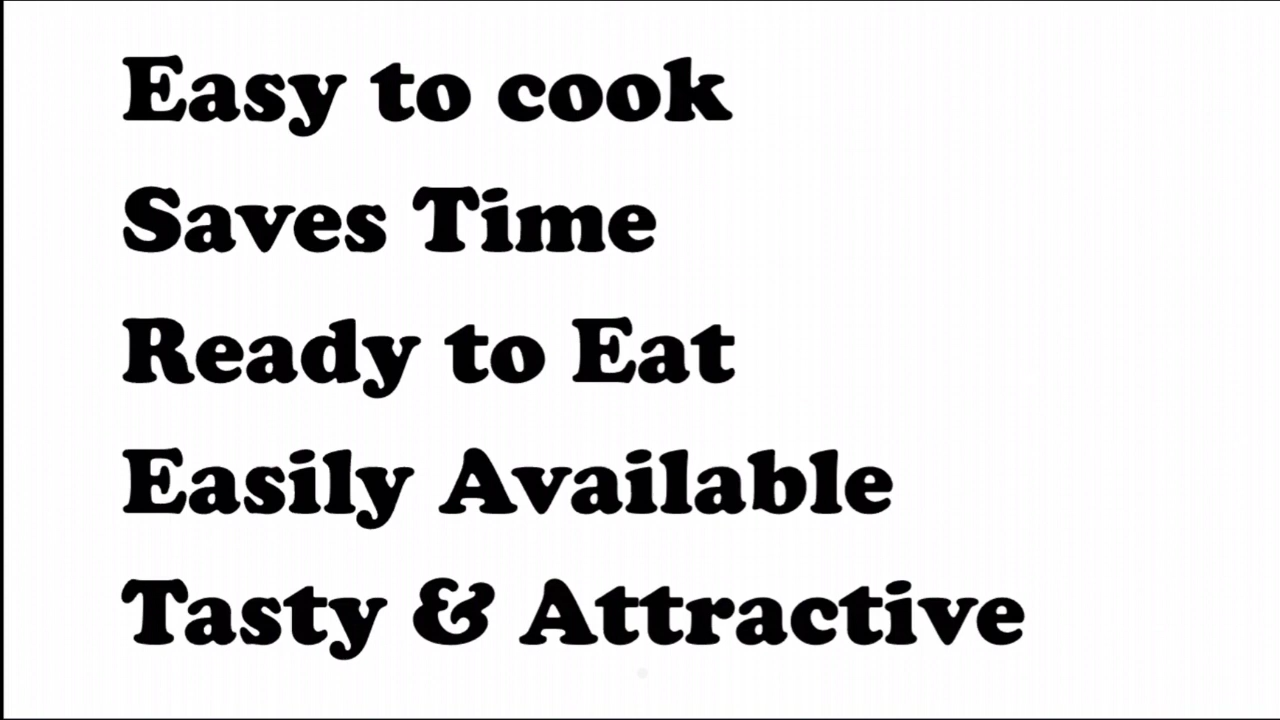 Easy to cook
Saves Time
Ready to Eat
Easily Available
Tasty & Attractive